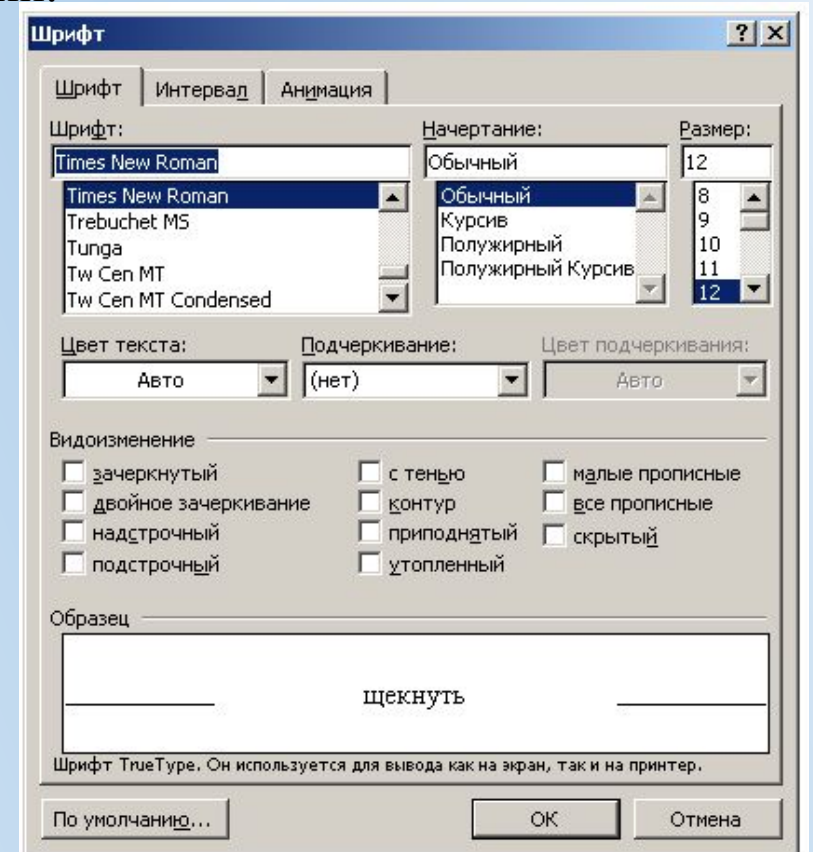 Шрифт
Шрифт Интервал Анимация
Шрифт: Начертание: Размер:
Times New Roman Обычный 12
Times New Roman Обычный 8
Trebuchet MS Курсив 9
Tunga Полужирный 10
Tw Cen MT Полужирный Курсив 11
Tw Cen MT Condensed 12
Цвет текста: Подчеркивание: Цвет подчеркивания:
Авто (нет) Авто
Видоизменение
зачеркнутый с тенью малые прописные
двойное зачеркивание контур все прописные
надстрочный приподнятый скрытый
подстрочный утопленный
Образец
щекнуть
Шрифт TrueType. Он используется для вывода как на экран, так и на принтер.
По умолчанию... ОК Отмена